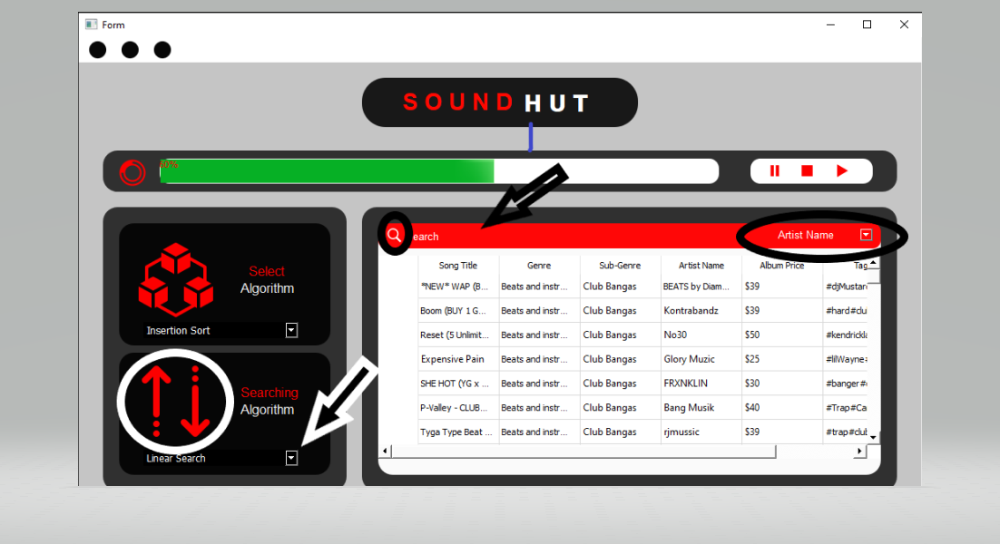 Form
SOUND HUT
60%
earch
Artist Name
Select
Algorithm
Insertion Sort
Searching
Algorithm
Linear Search
Song Title Genre Sub-Genre Artist Name Album Price Tag
*NEW* WAP (B... Beats and instr... Club Bangas BEATS by Diam... $39 #djMustar
Boom (BUY 1 G... Beats and instr... Club Bangas Kontrabandz $39 #hard#clu
Reset (5 Unlimit... Beats and instr... Club Bangas No30 $50 #kendrickla
Expensive Pain Beats and instr... Club Bangas Glory Muzic $25 #lilWayne#
SHE HOT (YG x ... Beats and instr... Club Bangas FRXNKLIN $30 #banger#
P-Valley - CLUB... Beats and instr... Club Bangas Bang Musik $40 #Trap#Ca
Tyga Type Beat ... Beats and instr... Club Bangas rjmussic $39 #trap#club